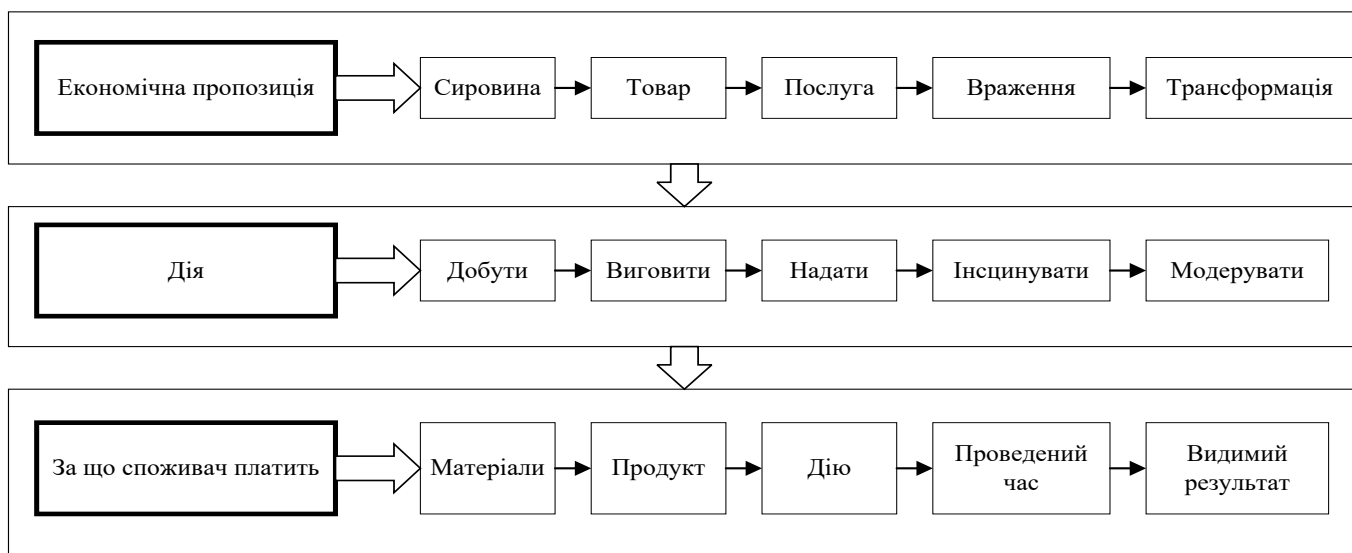 Економічна пропозиція
Сировина
Товар
Послуга
Враження
Трансформація
Дія
Добути
Виговити
Надати
Інсцинувати
Модерувати
За що споживач платить
Матеріали
Продукт
Дію
Проведений
час
Видимий
результат